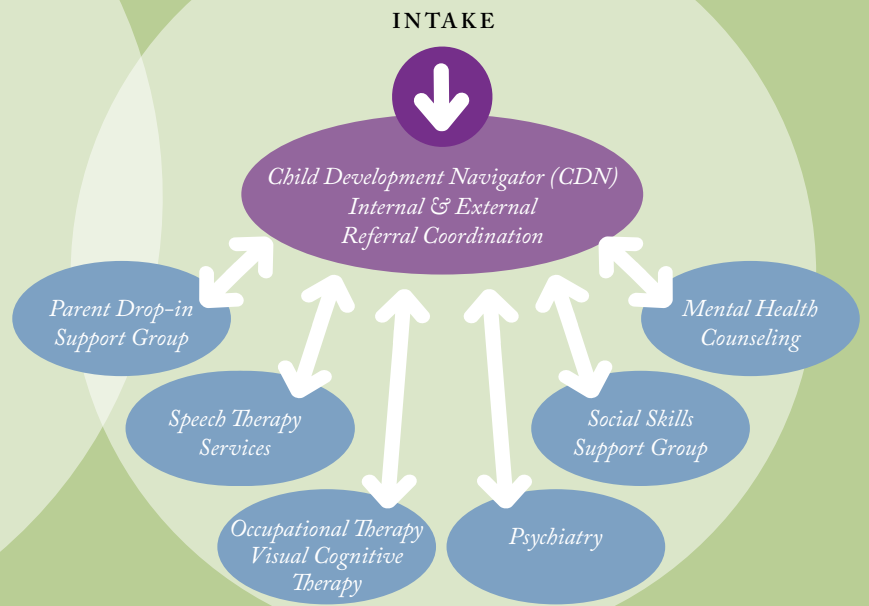 INTAKE
Child Development Navigator (CDN)
Internal & External
Referral Coordination
Parent Drop-in
Support Group
Mental Health
Counseling
Speech Therapy
Services
Social Skills
Support Group
Occupational Therapy
Visual Cognitive
Therapy
Psychiatry